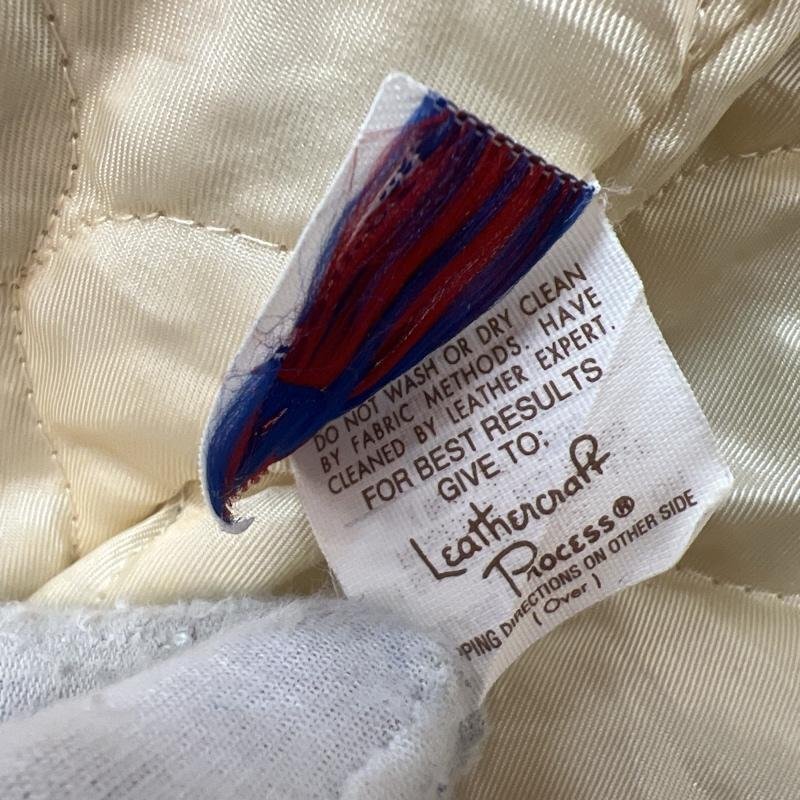 DO NOT WASH OR DRY CLEAN
BY FABRIC METHODS. HAVE
CLEANED BY LEATHER EXPERT.
FOR BEST RESULTS
GIVE TO:
Leathercraft
Process®
PING DIRECTIONS ON OTHER SIDE
(Over)